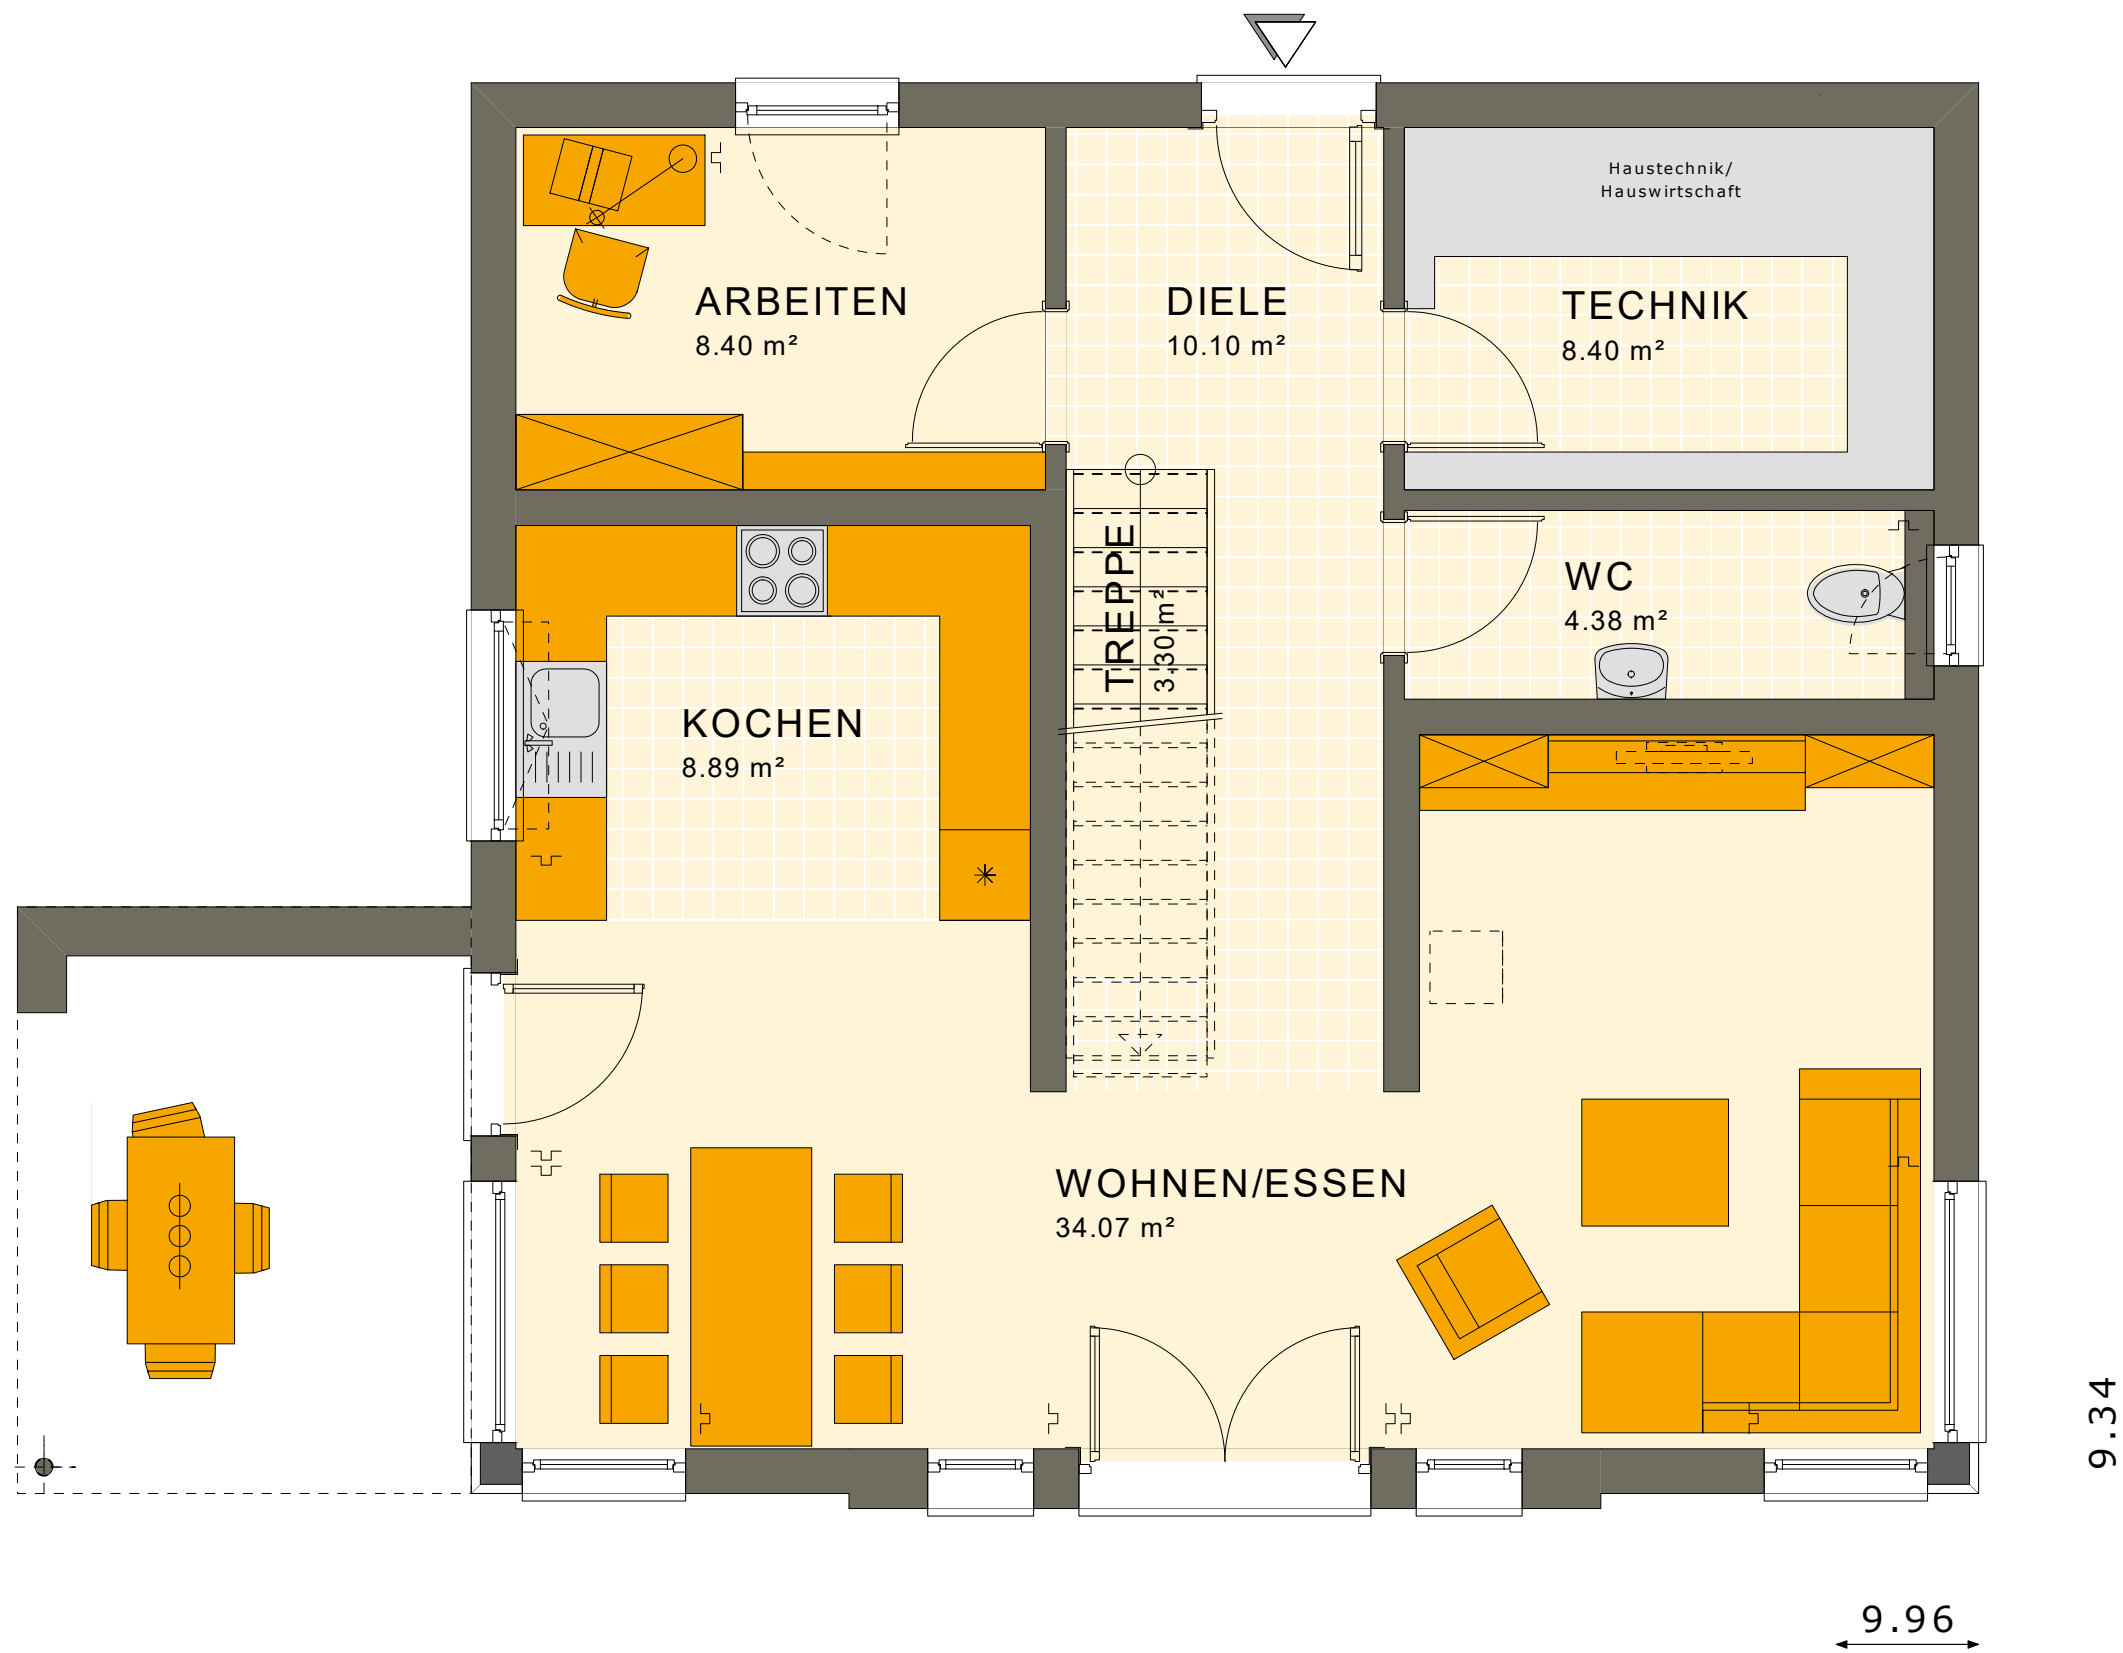 Haustechnik/
Hauswirtschaft
ARBEITEN
8.40 m²
DIELE
10.10 m²
TECHNIK
8.40 m²
TREPPE
3.30 m²
WC
4.38 m²
KOCHEN
8.89 m²
WOHNEN/ESSEN
34.07 m²
9.34
9.96